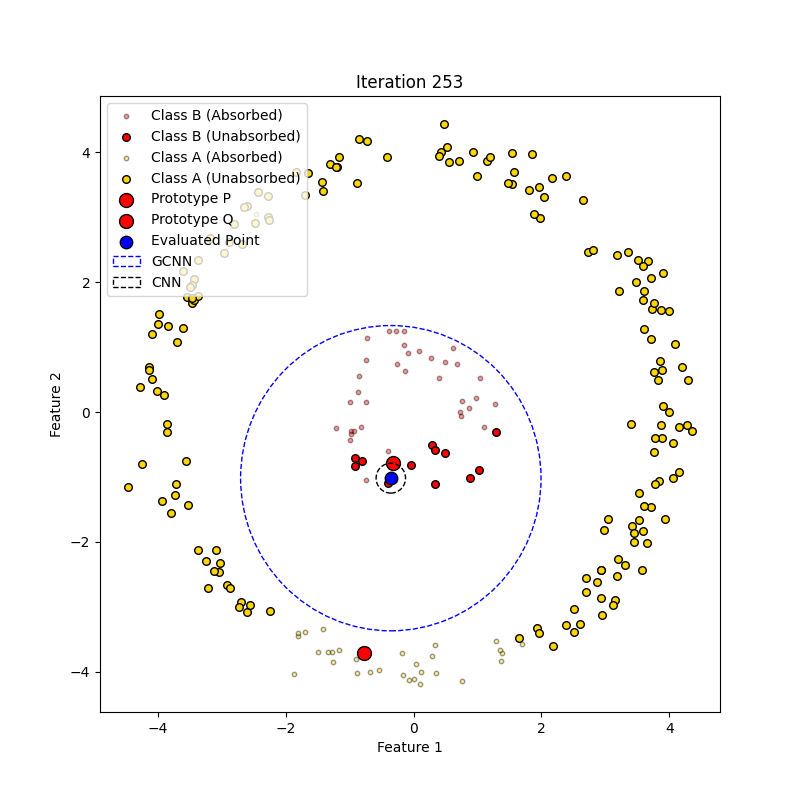 Iteration 253
Class B (Absorbed)
Class B (Unabsorbed)
Class A (Absorbed)
Class A (Unabsorbed)
Prototype P
Prototype Q
Evaluated Point
GCNN
CNN
4
2
0
−2
−4
Feature 2
−4
−2
0
2
4
Feature 1